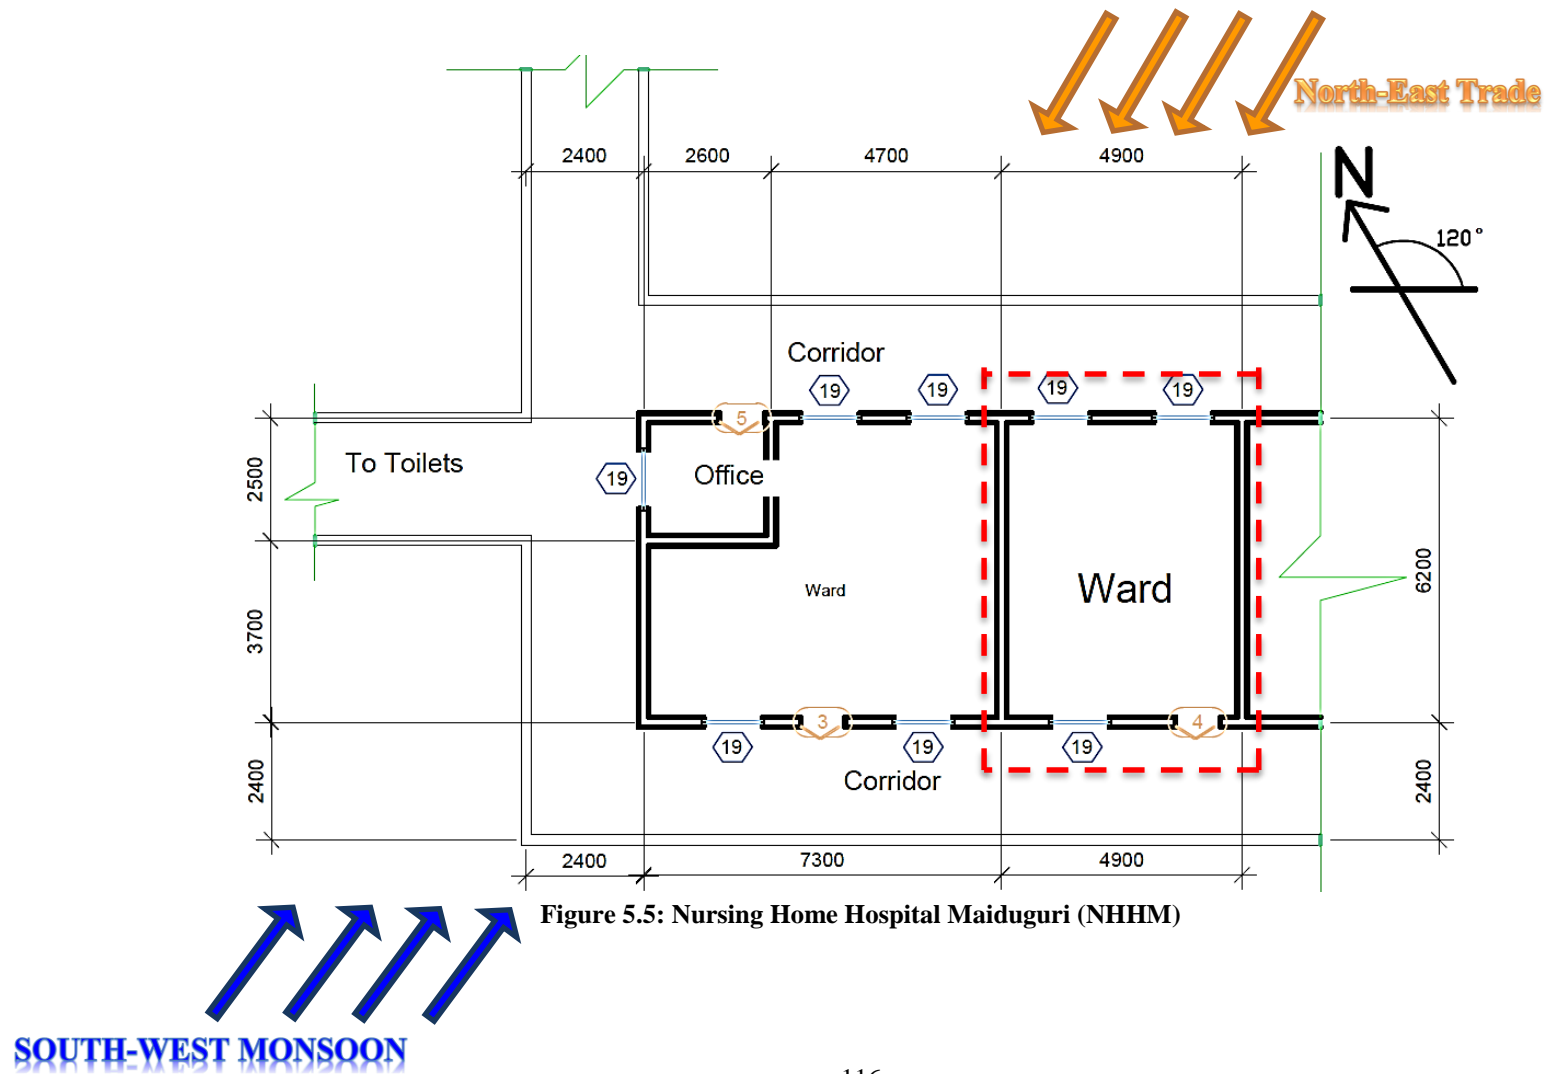 North-East Trade
N
2400
2600
4700
4900
120°
Corridor
19
19
19
19
5
To Toilets
19
Office
2500
6200
Ward
Ward
3700
3
4
19
19
19
Corridor
2400
2400
2400
7300
4900
Figure 5.5: Nursing Home Hospital Maiduguri (NHHM)
SOUTH-WEST MONSOON
116